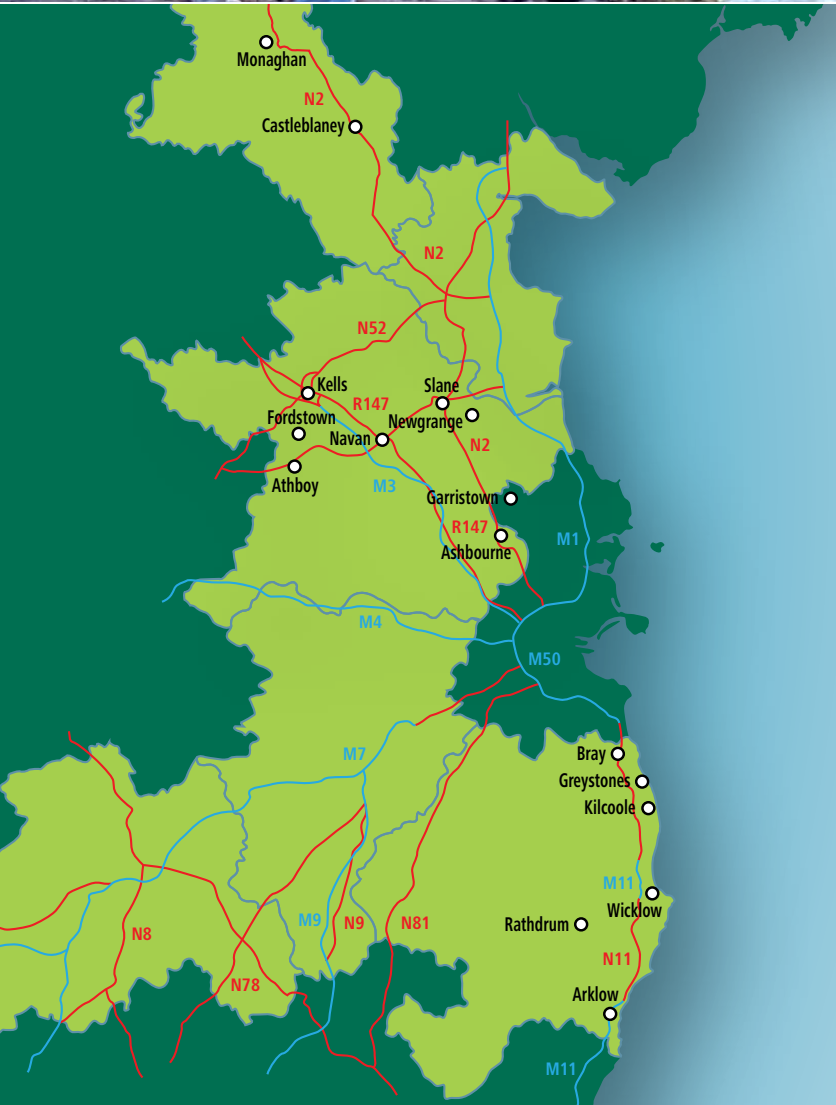 Monaghan
N2
Castleblaney
N2
N52
Kells
Slane
R147
Fordstown
Newgrange
Navan
N2
Athboy
M3
Garristown
R147
M1
Ashbourne
M4
M50
M7
Bray
Greystones
Kilcoole
M11
Wicklow
M9
N9
N81
Rathdrum
N8
N11
N78
Arklow
M11